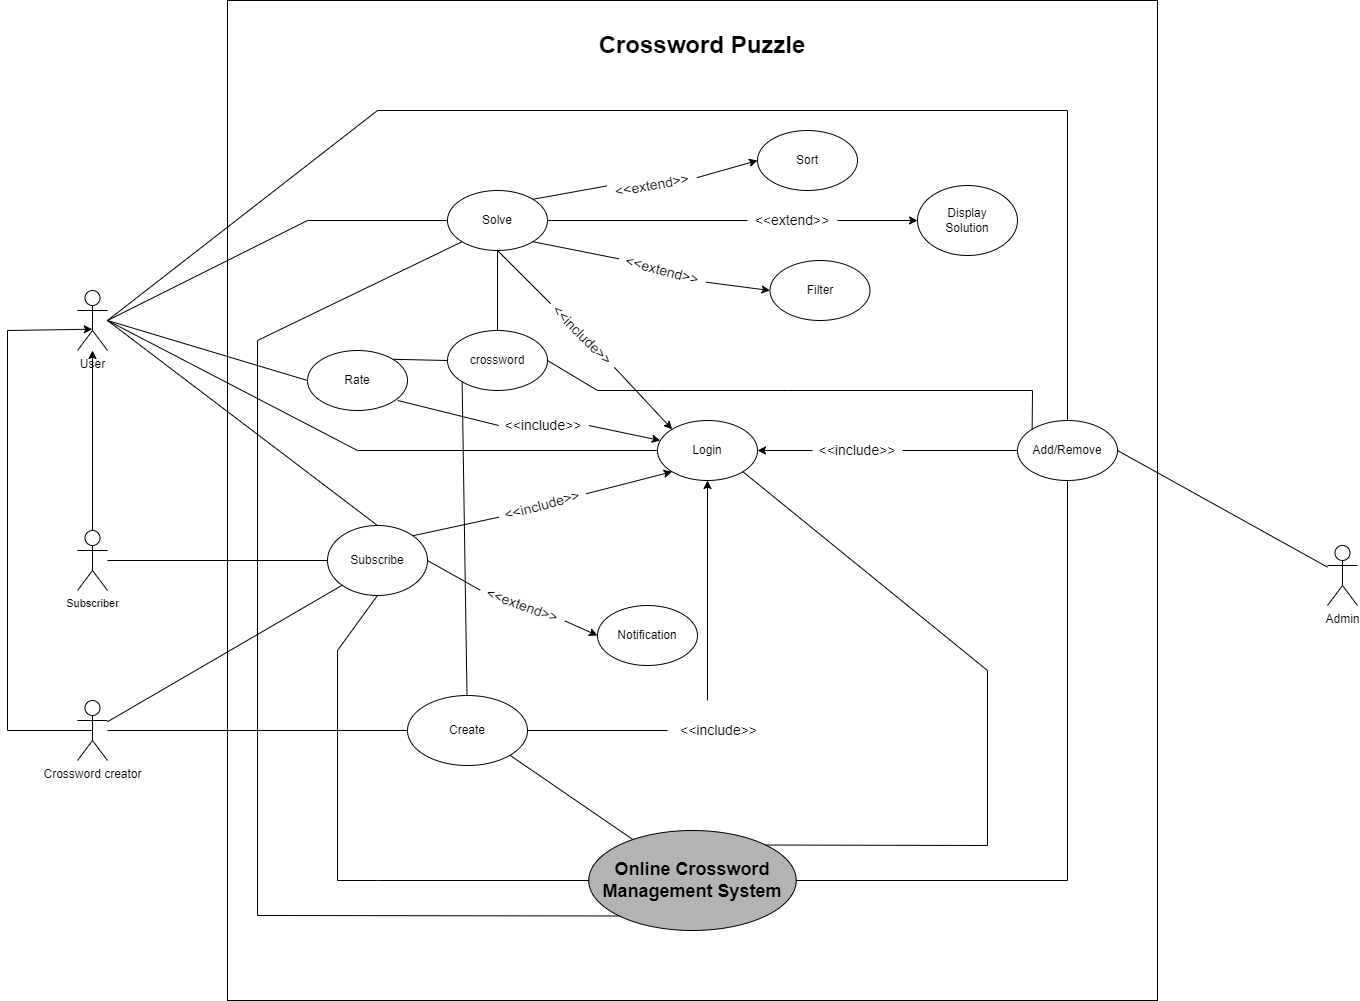 Crossword Puzzle
Sort
<<extend>>
Solve
<<extend>>
Display
Solution
<<extend>>
Filter
<<include>>
User
crossword
Rate
<<include>>
Login
<<include>>
Add/Remove
<<include>>
Subscribe
Subscriber
<<extend>>
Notification
Admin
Create
<<include>>
Crossword creator
Online Crossword
Management System